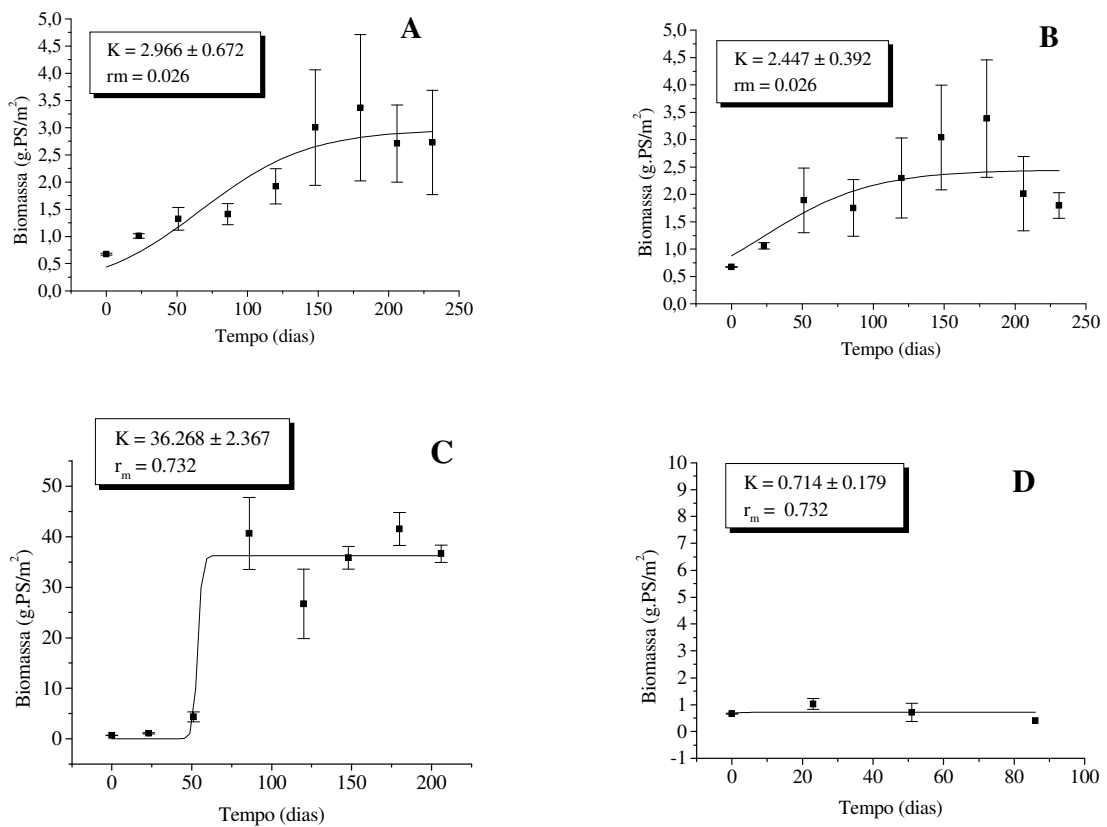 A
K = 2.966 ± 0.672
rm = 0.026
5,0
4,5
4,0
3,5
3,0
2,5
2,0
1,5
1,0
0,5
0,0
Biomassa (g.PS/m²)
0 50 100 150 200 250
Tempo (dias)
B
K = 2.447 ± 0.392
rm = 0.026
5,0
4,5
4,0
3,5
3,0
2,5
2,0
1,5
1,0
0,5
0,0
Biomassa (g.PS/m²)
0 50 100 150 200 250
Tempo (dias)
C
K = 36.268 ± 2.367
rₘ = 0.732
50
40
30
20
10
0
Biomassa (g.PS/m²)
0 50 100 150 200
Tempo (dias)
D
K = 0.714 ± 0.179
rₘ = 0.732
10
9
8
7
6
5
4
3
2
1
0
-1
Biomassa (g.PS/m²)
0 20 40 60 80 100
Tempo (dias)